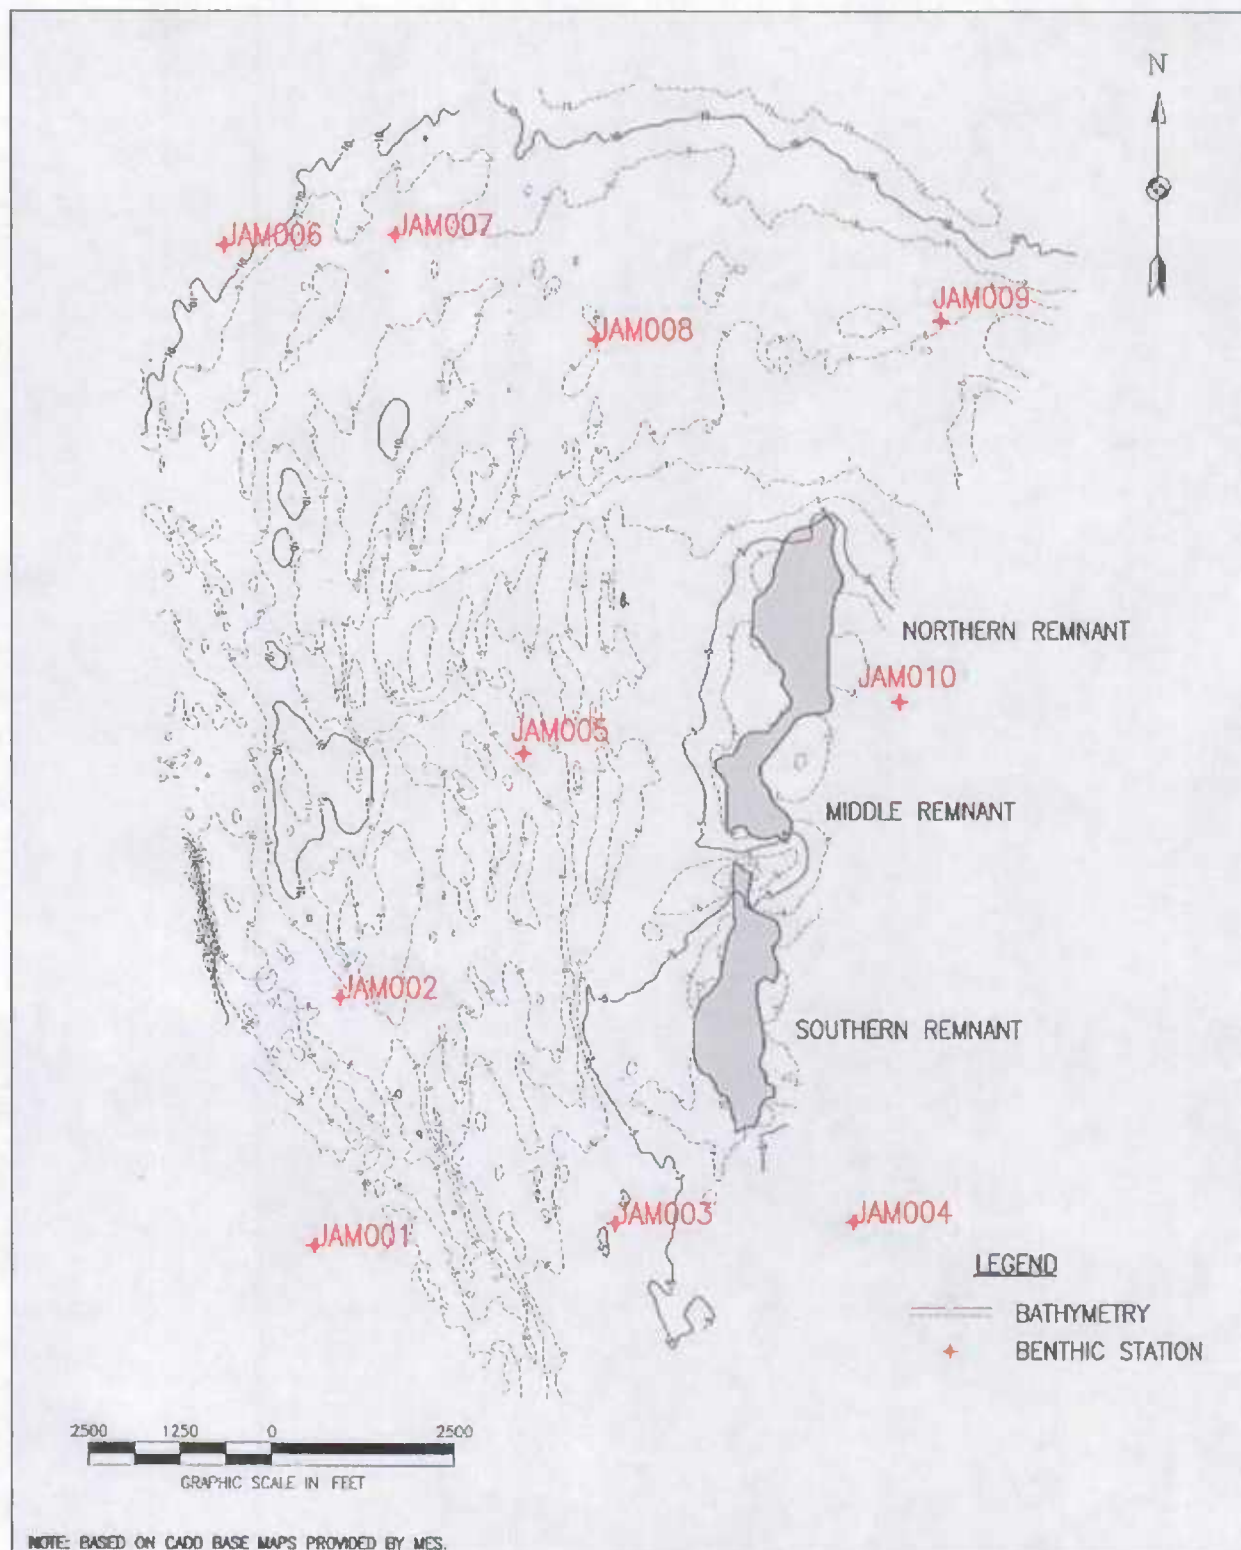 N
JAM006
JAM007
JAM009
JAM008
NORTHERN REMNANT
JAM010
JAM005
MIDDLE REMNANT
JAM002
SOUTHERN REMNANT
JAM003
JAM004
JAM001
LEGEND
BATHYMETRY
BENTHIC STATION
2500 1250 0 2500
GRAPHIC SCALE IN FEET
NOTE: BASED ON CADD BASE MAPS PROVIDED BY MES.